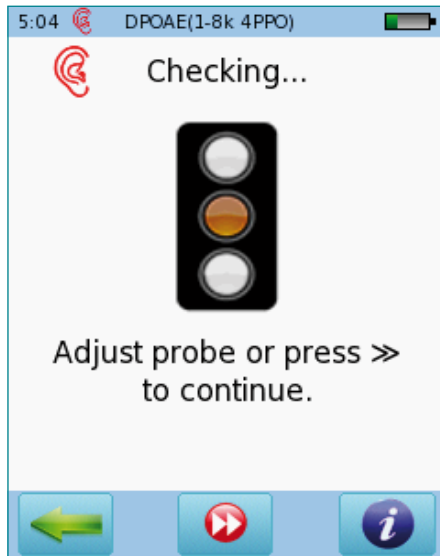 5:04 DPOAE(1-8k 4PPO)
Checking...
Adjust probe or press ≫
to continue.
i